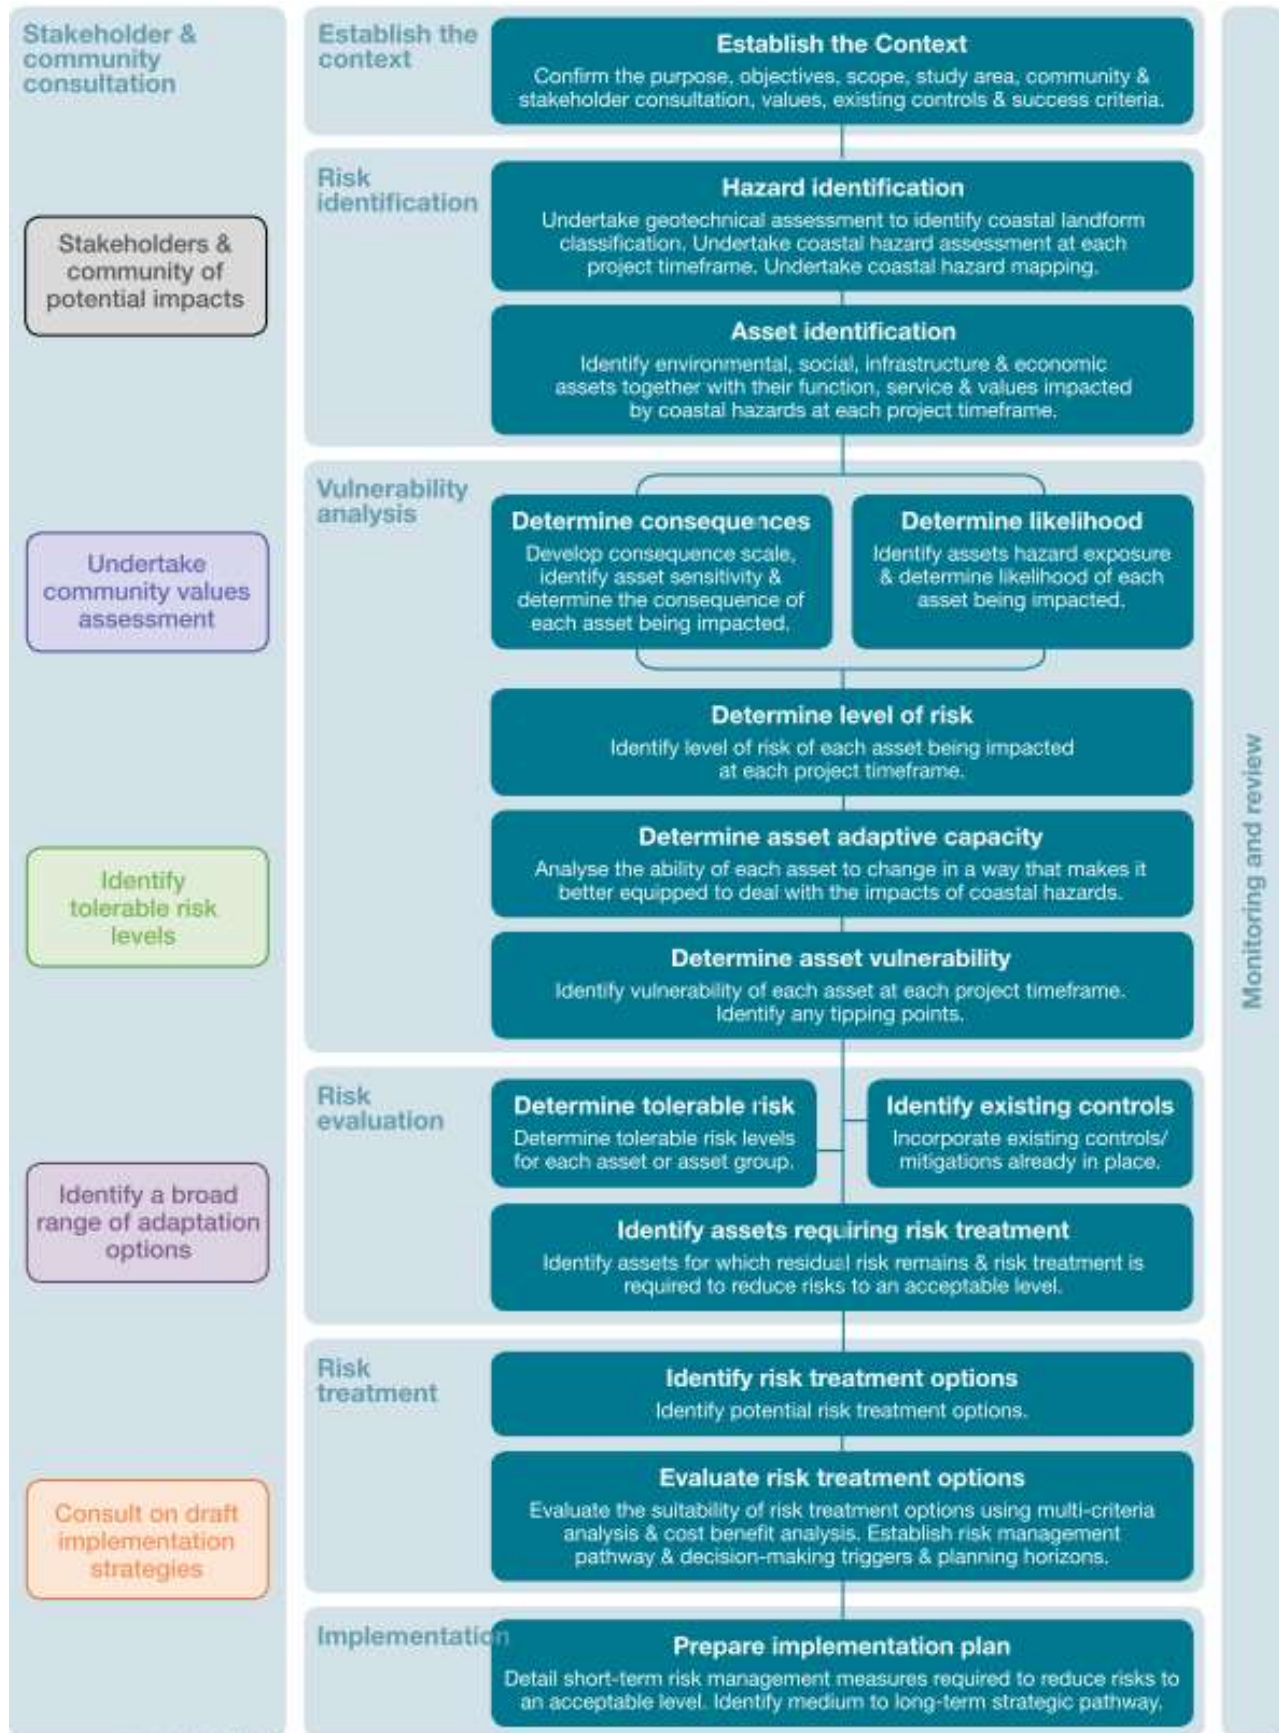 Stakeholder &
community
consultation
Stakeholders &
community of
potential impacts
Undertake
community values
assessment
Identify
tolerable risk
levels
Identify a broad
range of adaptation
options
Consult on draft
implementation
strategies
Establish the
context
Establish the Context
Confirm the purpose, objectives, scope, study area, community &
stakeholder consultation, values, existing controls & success criteria.
Risk
identification
Hazard identification
Undertake geotechnical assessment to identify coastal landform
classification. Undertake coastal hazard assessment at each
project timeframe. Undertake coastal hazard mapping.
Asset identification
Identify environmental, social, infrastructure & economic
assets together with their function, service & values impacted
by coastal hazards at each project timeframe.
Vulnerability
analysis
Determine consequences
Develop consequence scale,
identify asset sensitivity &
determine the consequence of
each asset being impacted.
Determine likelihood
Identify assets hazard exposure
& determine likelihood of each
asset being impacted.
Determine level of risk
Identify level of risk of each asset being impacted
at each project timeframe.
Determine asset adaptive capacity
Analyse the ability of each asset to change in a way that makes it
better equipped to deal with the impacts of coastal hazards.
Determine asset vulnerability
Identify vulnerability of each asset at each project timeframe.
Identify any tipping points.
Risk
evaluation
Determine tolerable risk
Determine tolerable risk levels
for each asset or asset group.
Identify existing controls
Incorporate existing controls/
mitigations already in place.
Identify assets requiring risk treatment
Identify assets for which residual risk remains & risk treatment is
required to reduce risks to an acceptable level.
Risk
treatment
Identify risk treatment options
Identify potential risk treatment options.
Evaluate risk treatment options
Evaluate the suitability of risk treatment options using multi-criteria
analysis & cost benefit analysis. Establish risk management
pathway & decision-making triggers & planning horizons.
Implementation
Prepare implementation plan
Detail short-term risk management measures required to reduce risks to
an acceptable level. Identify medium to long-term strategic pathway.
Monitoring and review